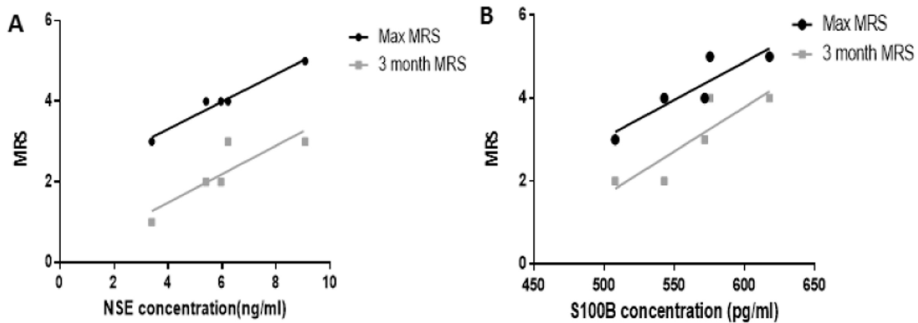 A
6
4
2
0
MRS
0 2 4 6 8 10
NSE concentration(ng/ml)
Max MRS
3 month MRS
B
6
4
2
0
MRS
450 500 550 600 650
S100B concentration (pg/ml)
Max MRS
3 month MRS